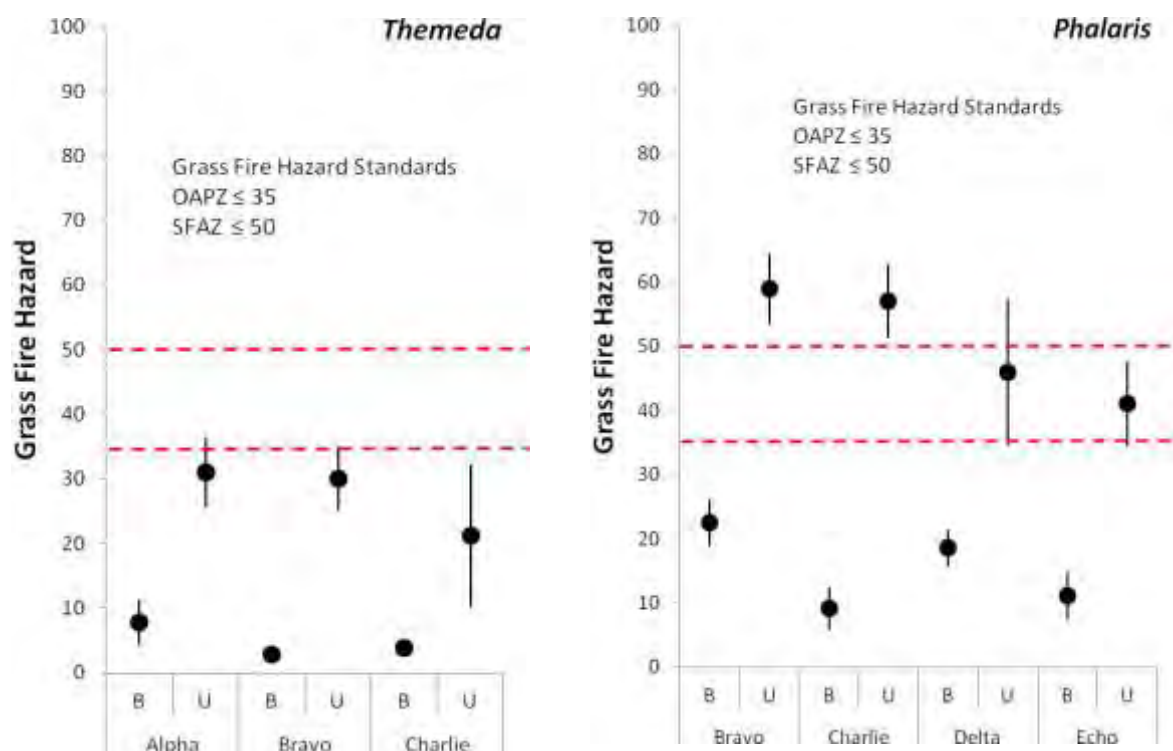 Themeda
Grass Fire Hazard Standards
OAPZ ≤ 35
SFAZ ≤ 50
Grass Fire Hazard
100
90
80
70
60
50
40
30
20
10
0
B U B U B U
Alpha Bravo Charlie
Phalaris
Grass Fire Hazard Standards
OAPZ ≤ 35
SFAZ ≤ 50
Grass Fire Hazard
100
90
80
70
60
50
40
30
20
10
0
B U B U B U B U
Bravo Charlie Delta Echo